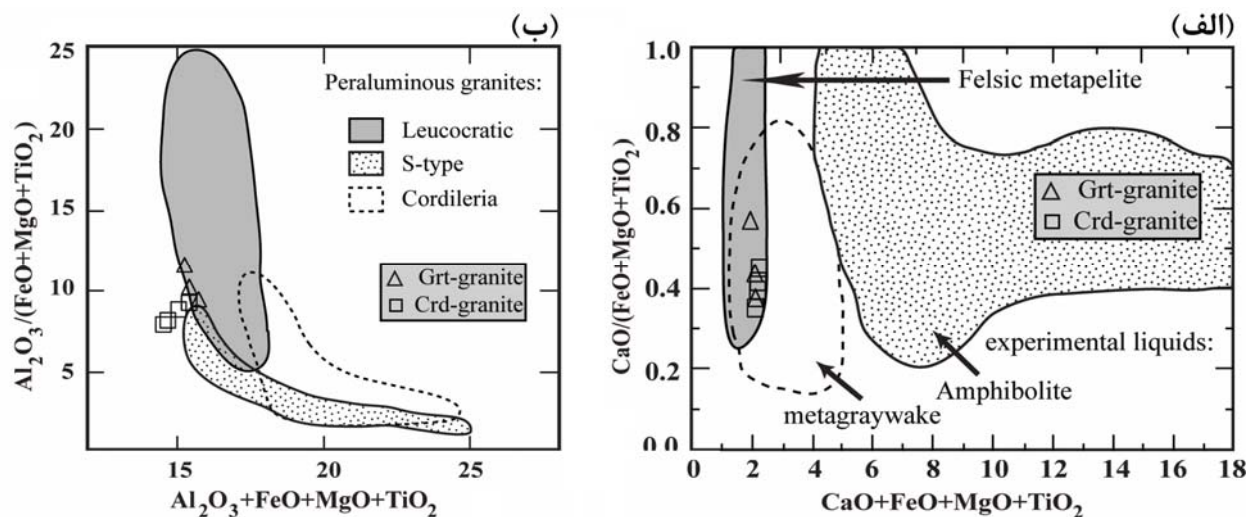 (ب)
25
20
15
10
5
Al₂O₃/(FeO+MgO+TiO₂)
Peraluminous granites:
Leucocratic
S-type
Cordileria
Grt-granite
Crd-granite
15 20 25
Al₂O₃+FeO+MgO+TiO₂
(الف)
1.0
0.8
0.6
0.4
0.2
0.0
CaO/(FeO+MgO+TiO₂)
Felsic metapelite
Grt-granite
Crd-granite
experimental liquids:
Amphibolite
metagraywake
0 2 4 6 8 10 12 14 16 18
CaO+FeO+MgO+TiO₂